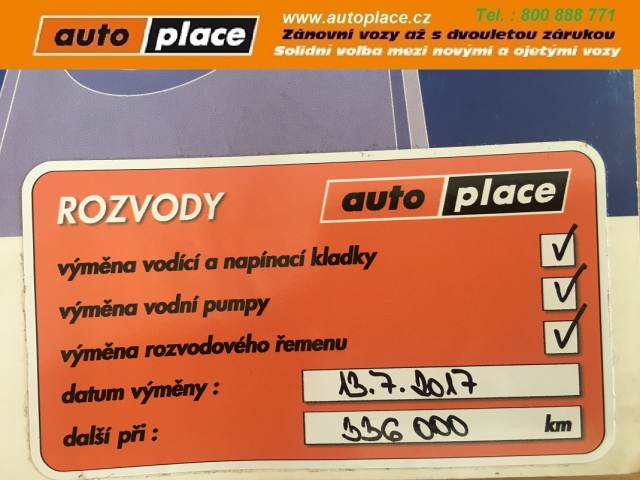 auto place
www.autoplace.cz Tel. : 800 888 771
Zánovní vozy až s dvouletou zárukou
Solidní volba mezi novými a ojetými vozy
ROZVODY auto place
výměna vodící a napínací kladky
výměna vodní pumpy
výměna rozvodového řemenu
datum výměny : 13.7.2017
další při : 336 000 km